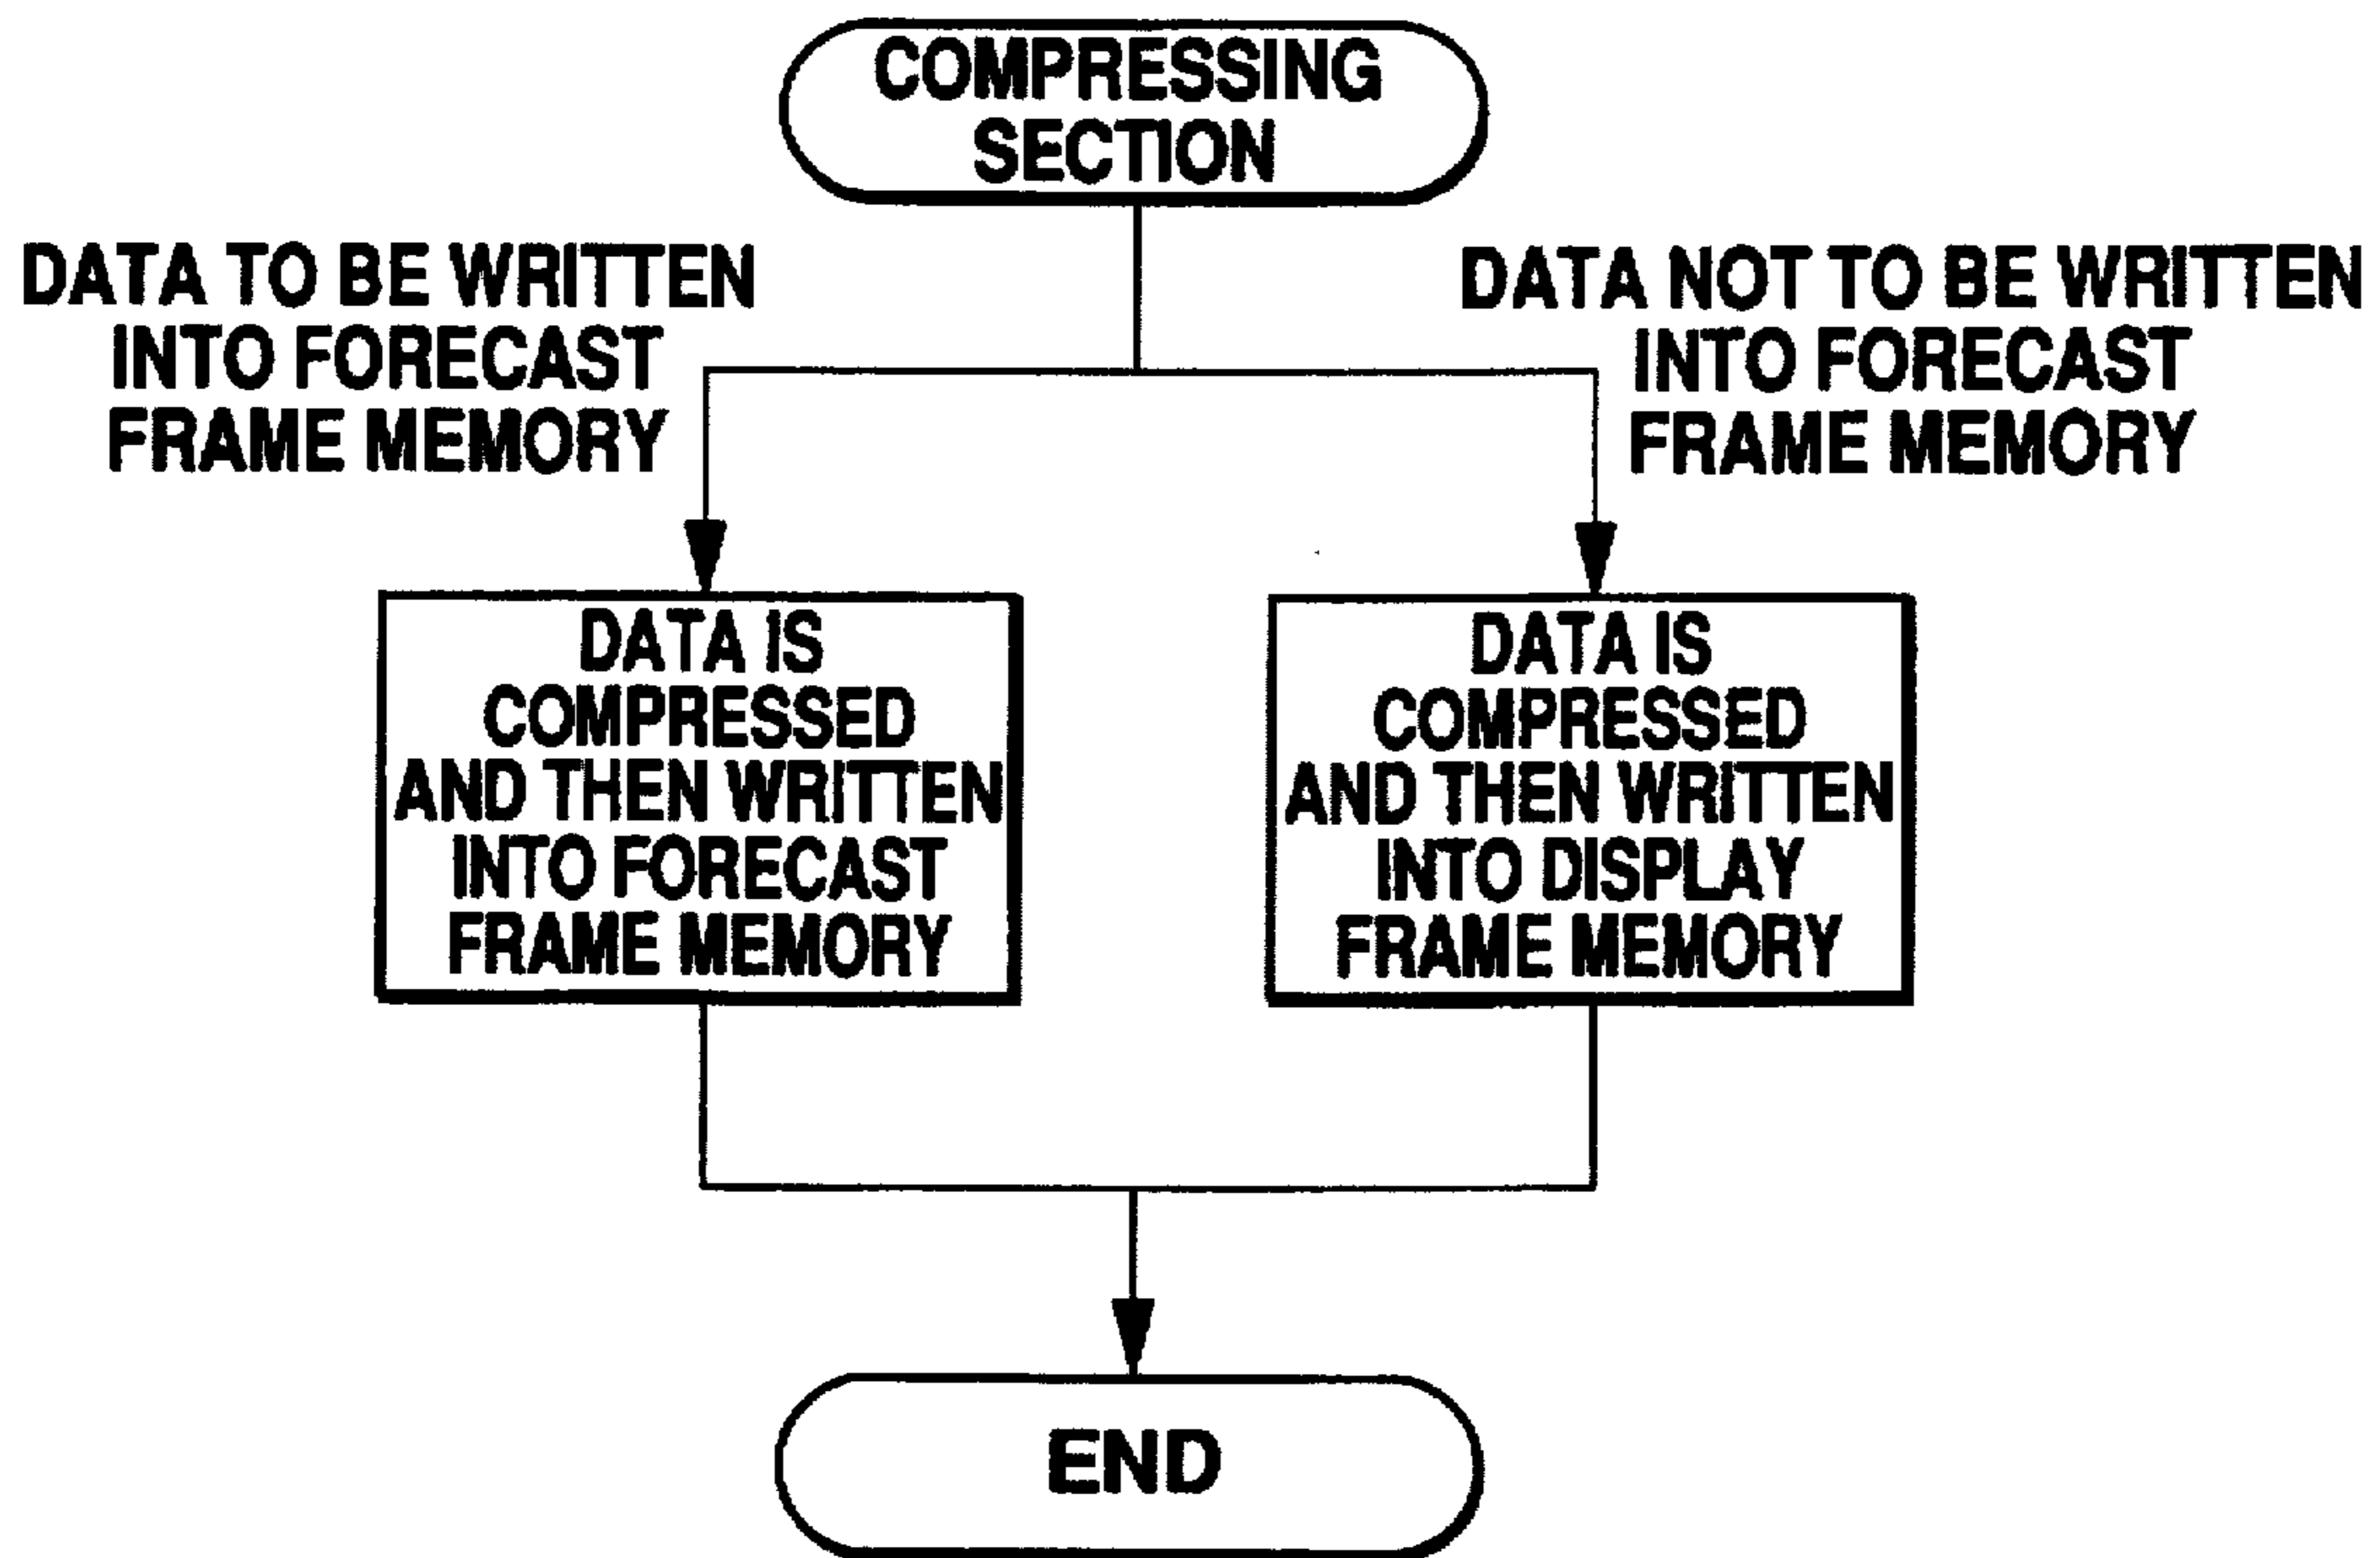 COMPRESSING
SECTION
DATA TO BE WRITTEN
INTO FORECAST
FRAME MEMORY
DATA NOT TO BE WRITTEN
INTO FORECAST
FRAME MEMORY
DATA IS
COMPRESSED
AND THEN WRITTEN
INTO FORECAST
FRAME MEMORY
DATA IS
COMPRESSED
AND THEN WRITTEN
INTO DISPLAY
FRAME MEMORY
END